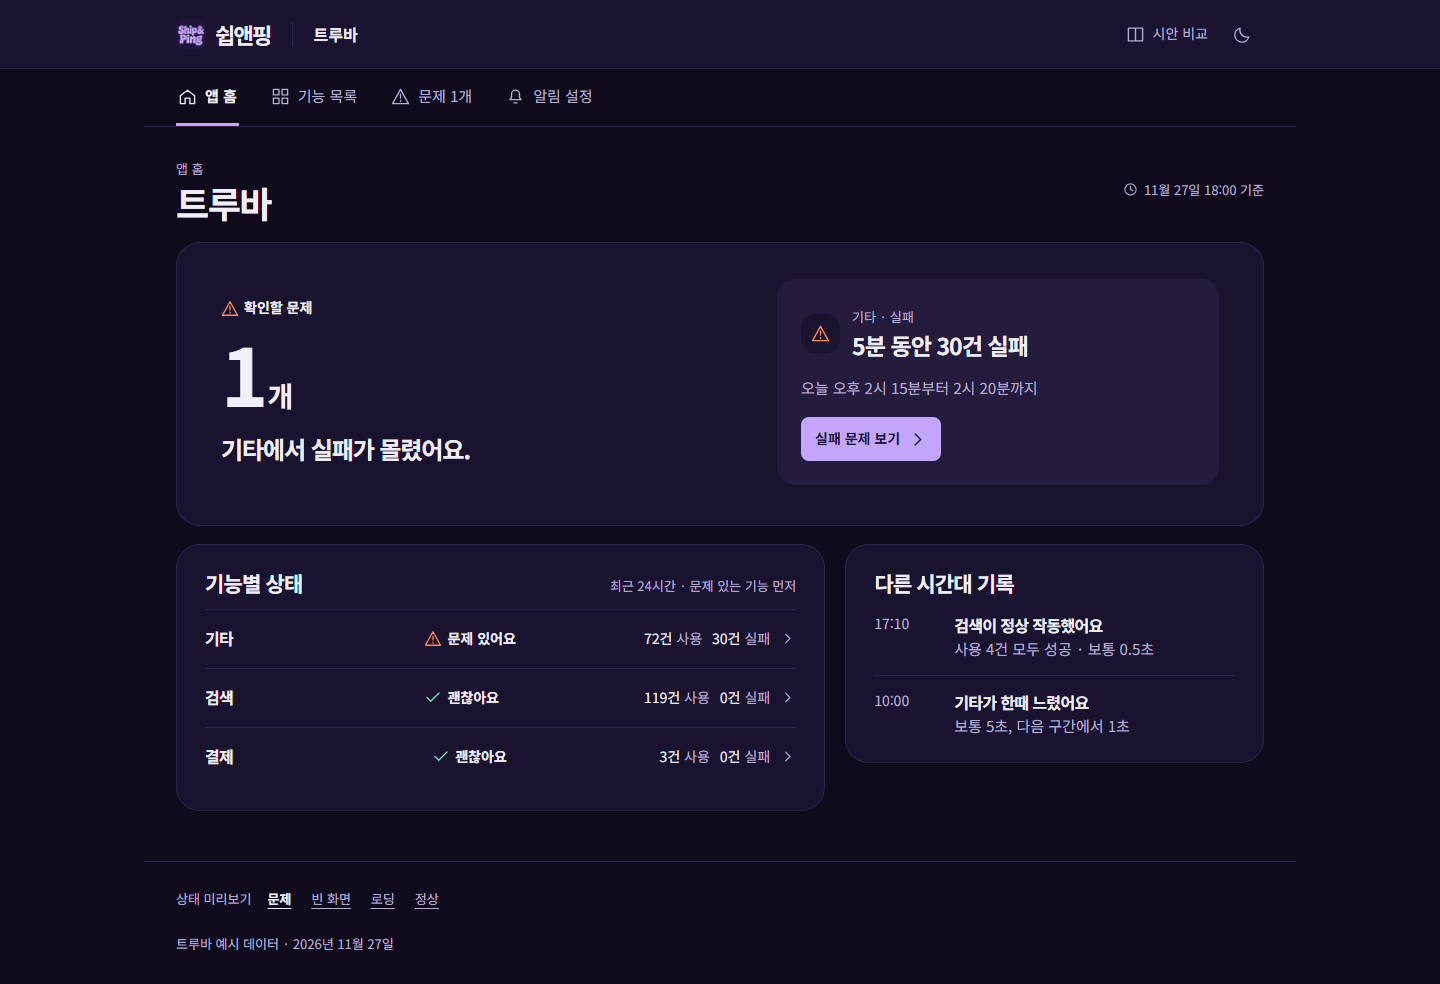 Ship&
Ping
쉽앤핑
트루바
시안 비교
앱 홈
기능 목록
문제 1개
알림 설정
앱 홈
트루바
11월 27일 18:00 기준
확인할 문제
1개
기타에서 실패가 몰렸어요.
기타 · 실패
5분 동안 30건 실패
오늘 오후 2시 15분부터 2시 20분까지
실패 문제 보기
기능별 상태
최근 24시간 · 문제 있는 기능 먼저
기타 문제 있어요 72건 사용 30건 실패
검색 괜찮아요 119건 사용 0건 실패
결제 괜찮아요 3건 사용 0건 실패
다른 시간대 기록
17:10 검색이 정상 작동했어요
사용 4건 모두 성공 · 보통 0.5초
10:00 기타가 한때 느렸어요
보통 5초, 다음 구간에서 1초
상태 미리보기 문제 빈 화면 로딩 정상
트루바 예시 데이터 · 2026년 11월 27일